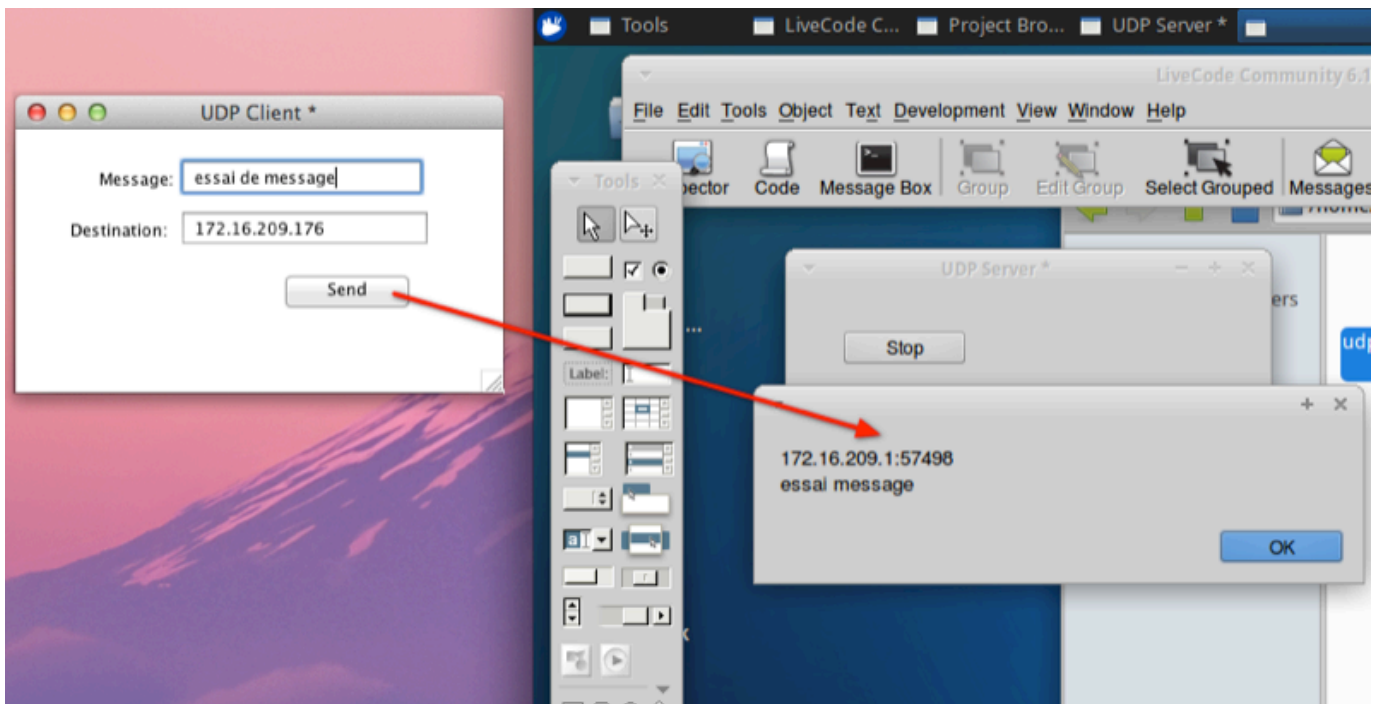 Tools
LiveCode C...
Project Bro...
UDP Server *
LiveCode Community 6.1
File Edit Tools Object Text Development View Window Help
Code
Message Box
Group
Edit Group
Select Grouped
Messages
UDP Client *
Message: essai de message
Destination: 172.16.209.176
Send
Tools
Label:
UDP Server *
Stop
172.16.209.1:57498
essai message
OK